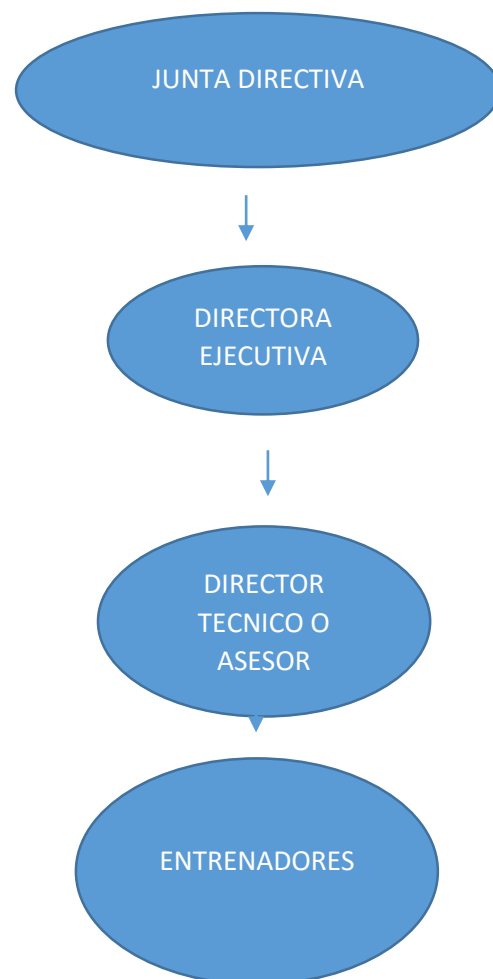 JUNTA DIRECTIVA
DIRECTORA
EJECUTIVA
DIRECTOR
TECNICO O
ASESOR
ENTRENADORES